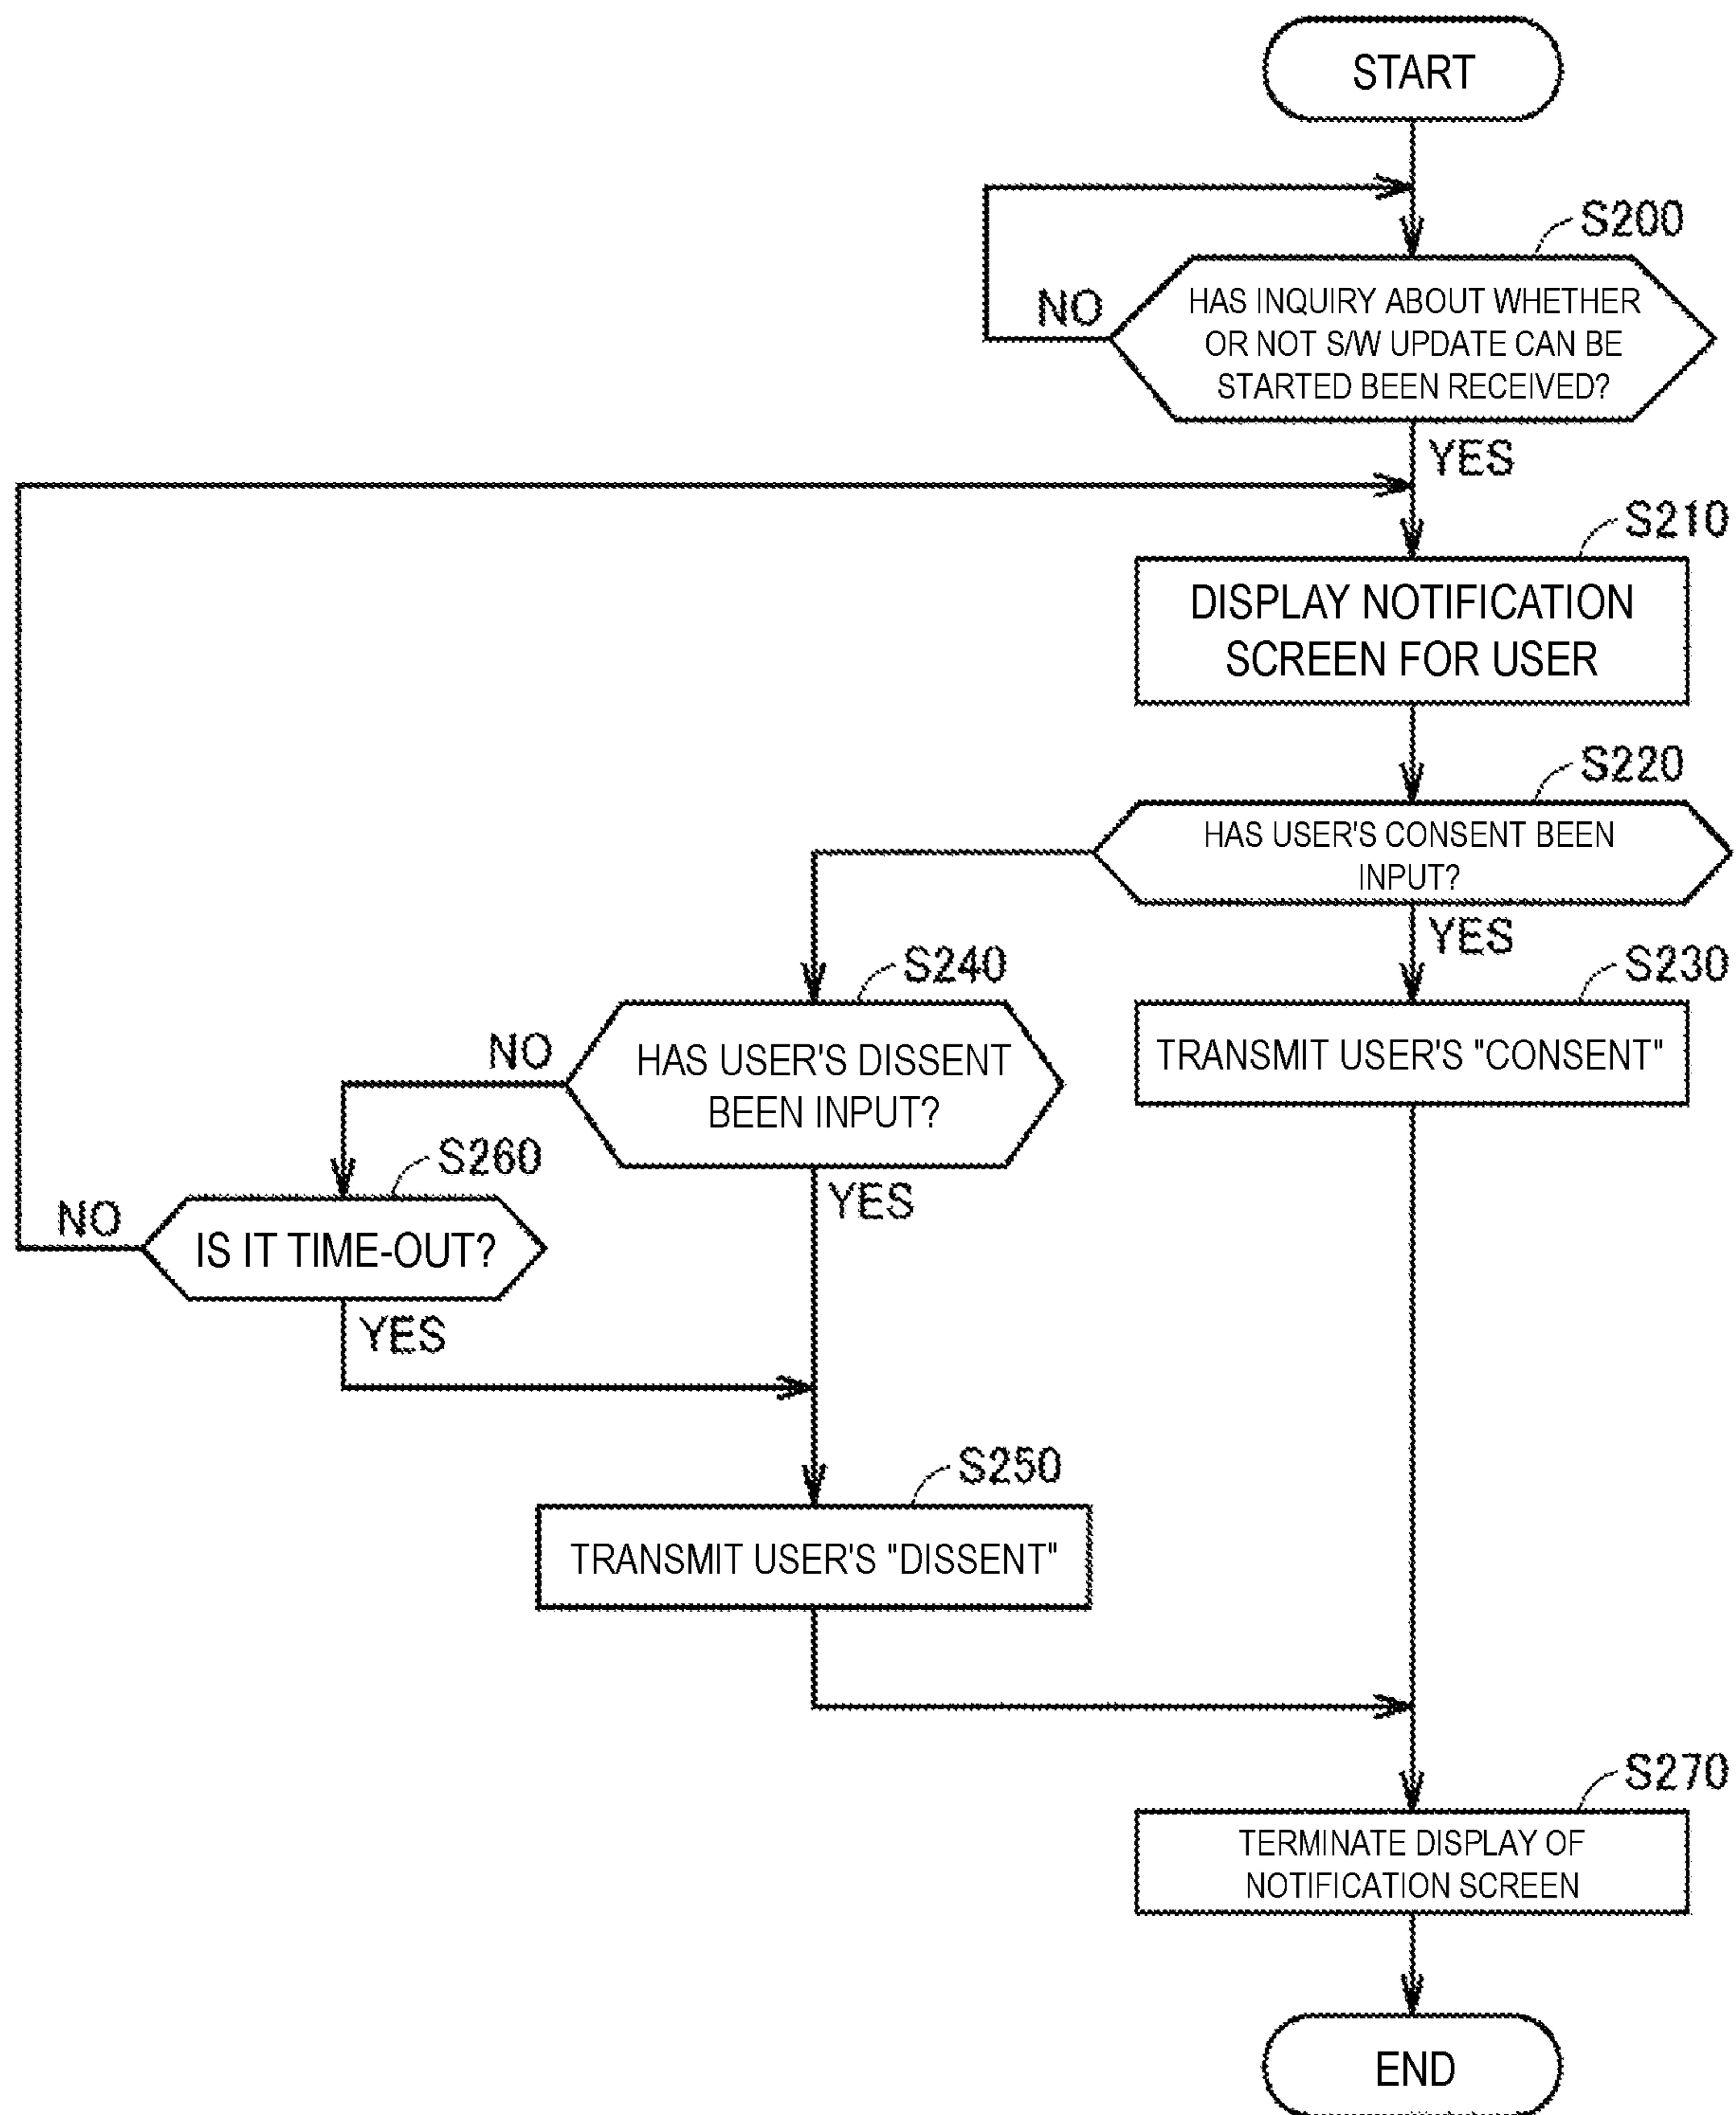 START
S200
NO
HAS INQUIRY ABOUT WHETHER
OR NOT S/W UPDATE CAN BE
STARTED BEEN RECEIVED?
YES
S210
DISPLAY NOTIFICATION
SCREEN FOR USER
S220
HAS USER'S CONSENT BEEN
INPUT?
YES
S240
S230
NO
HAS USER'S DISSENT
BEEN INPUT?
TRANSMIT USER'S "CONSENT"
S260
YES
NO
IS IT TIME-OUT?
YES
S250
TRANSMIT USER'S "DISSENT"
S270
TERMINATE DISPLAY OF
NOTIFICATION SCREEN
END